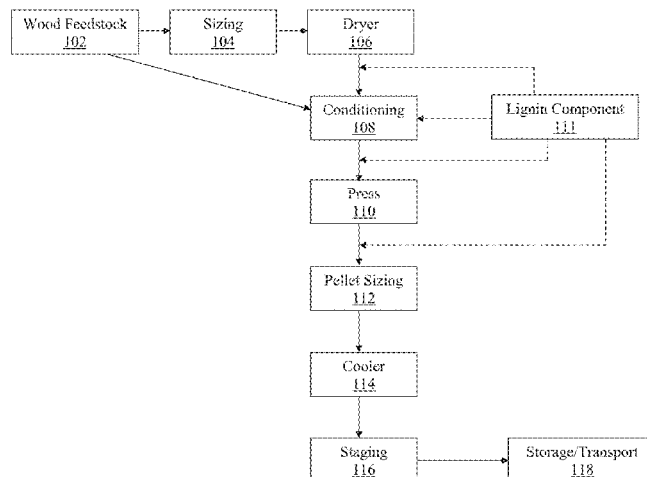 Wood Feedstock
102
Sizing
104
Dryer
106
Conditioning
108
Lignin Component
111
Press
110
Pellet Sizing
112
Cooler
114
Staging
116
Storage/Transport
118